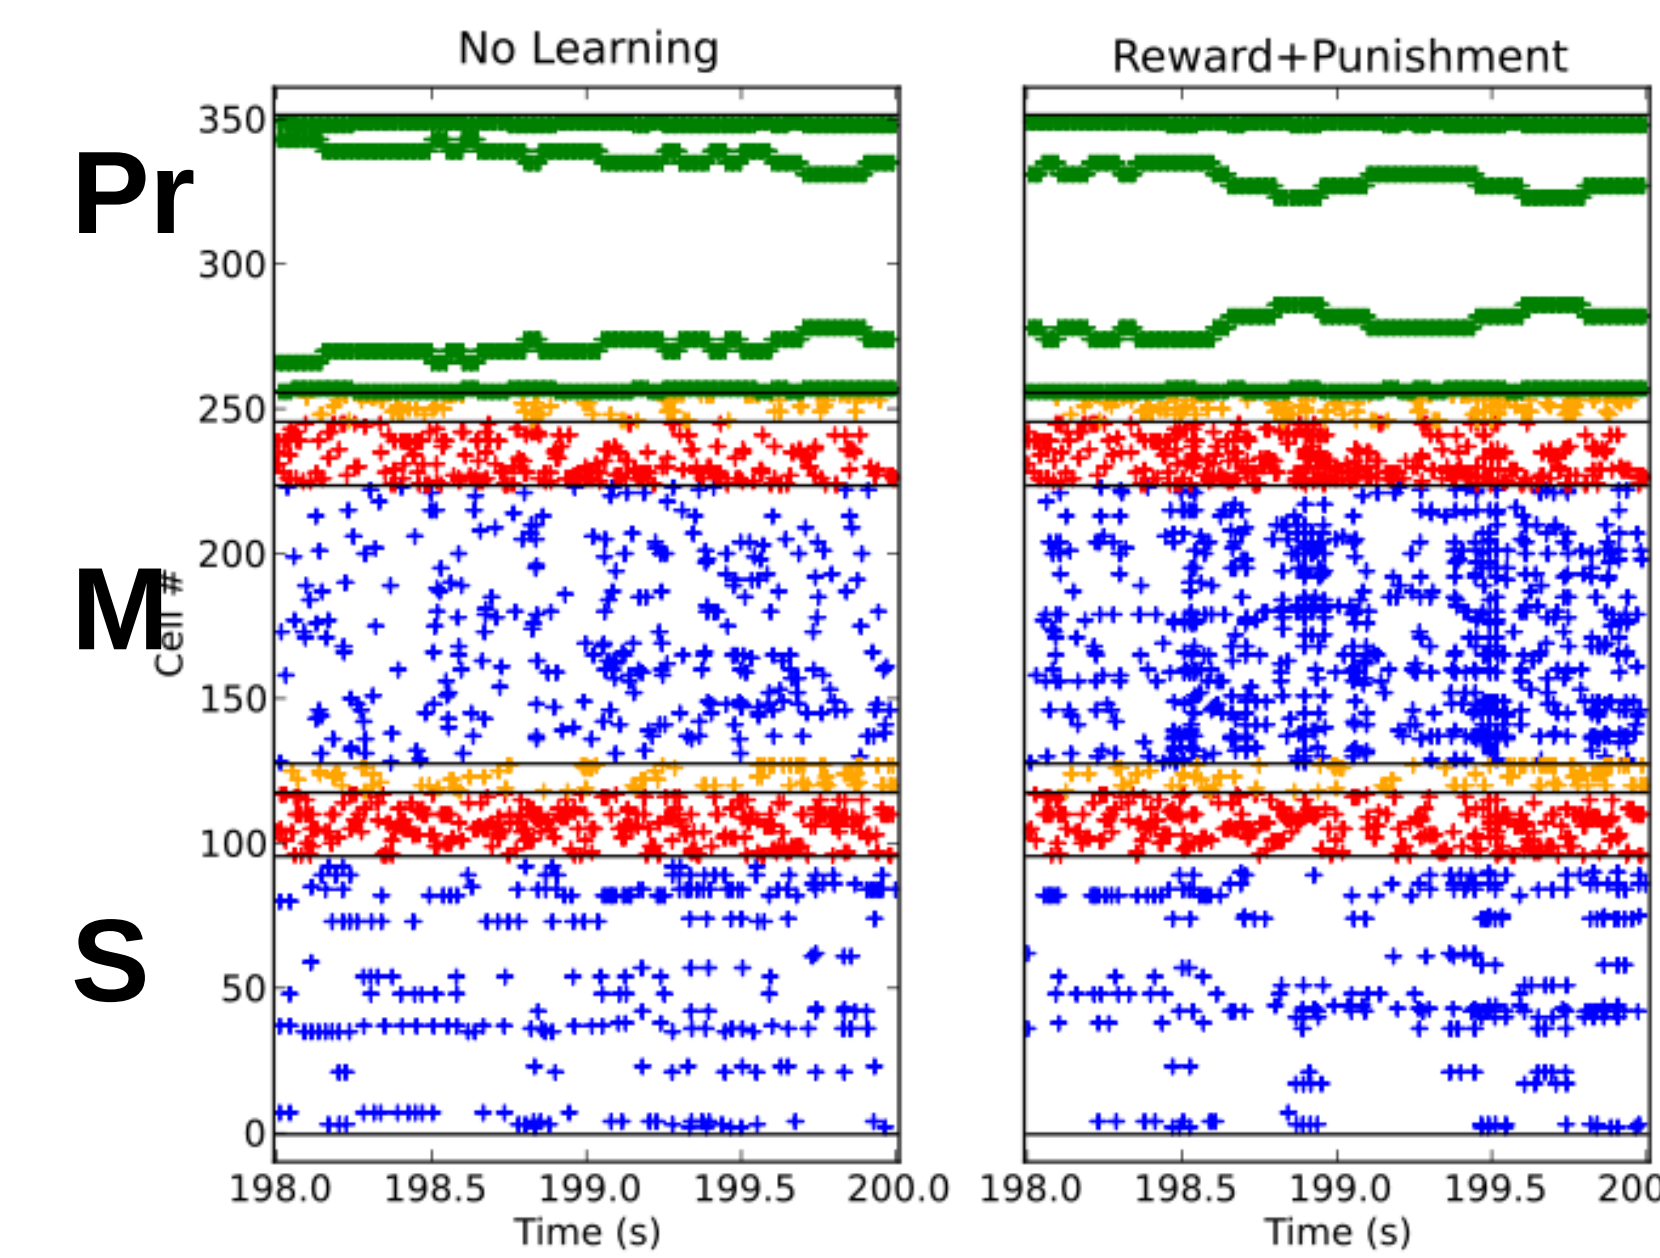 No Learning
Reward+Punishment
Pr
M
S
Cell #
350
300
250
200
150
100
50
0
198.0 198.5 199.0 199.5 200.0
198.0 198.5 199.0 199.5 200
Time (s)
Time (s)